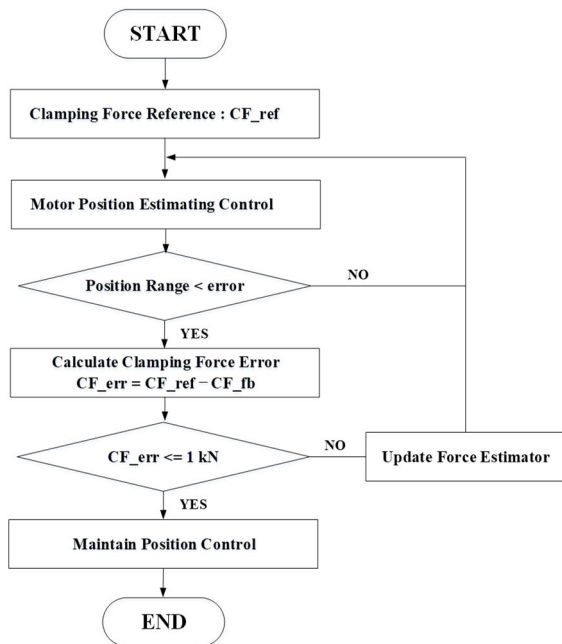 START
Clamping Force Reference : CF_ref
Motor Position Estimating Control
Position Range < error
NO
YES
Calculate Clamping Force Error
CF_err = CF_ref − CF_fb
CF_err <= 1 kN
NO
Update Force Estimator
YES
Maintain Position Control
END